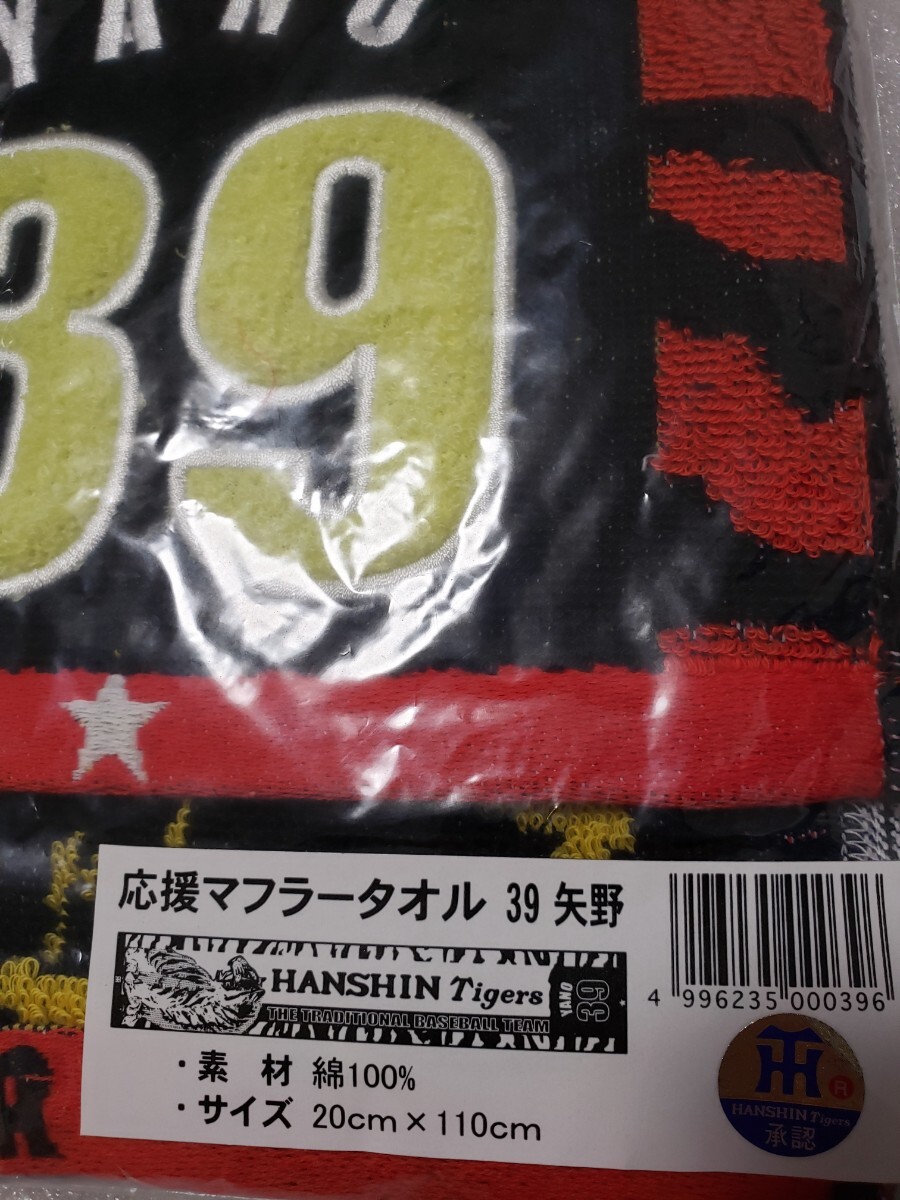 YANO
39
応援マフラータオル 39 矢野
HANSHIN Tigers
THE TRADITIONAL BASEBALL TEAM
YANO
39
・素 材 綿100%
・サイズ 20cm×110cm
4 996235 000396
TH
R
HANSHIN Tigers
承認
R